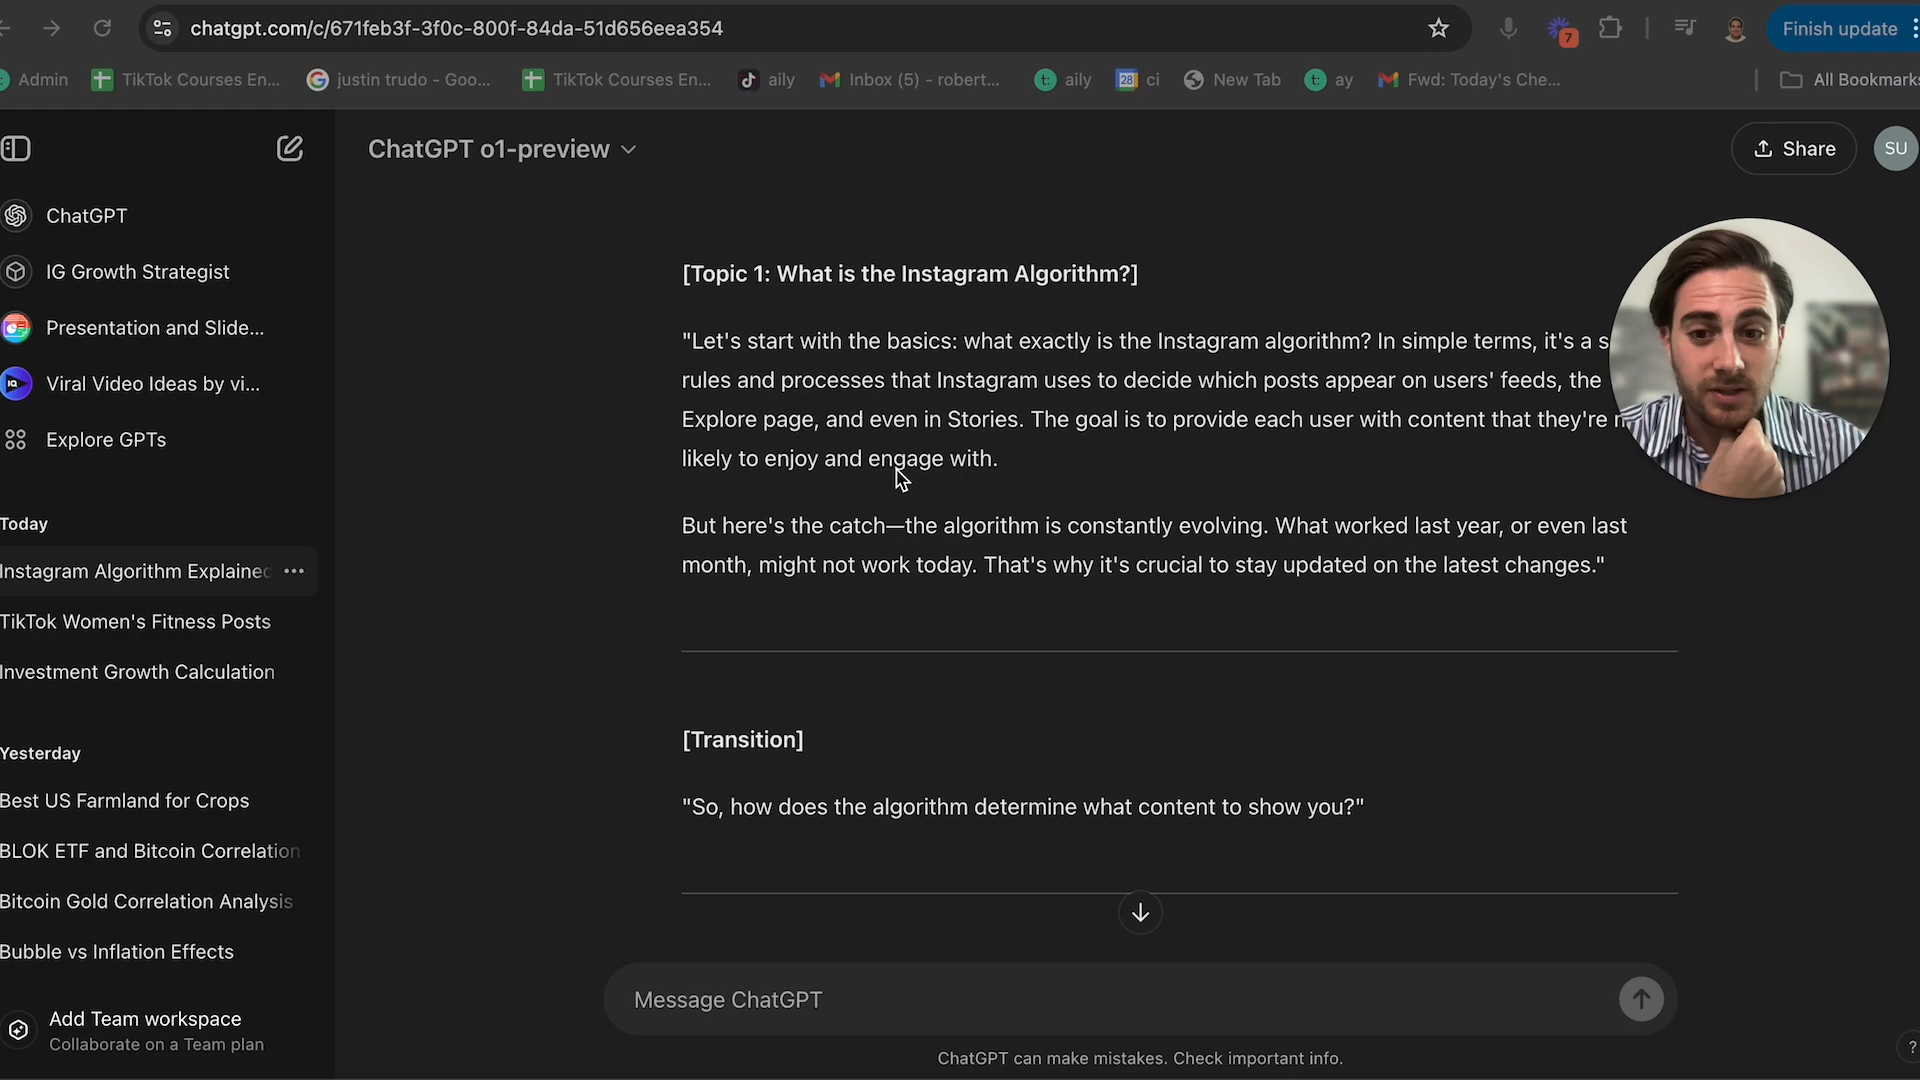 chatgpt.com/c/671feb3f-3f0c-800f-84da-51d656eea354
7
Finish update
Admin
TikTok Courses En...
justin trudo - Goo...
TikTok Courses En...
aily
Inbox (5) - robert...
aily
28
ci
New Tab
ay
Fwd: Today's Che...
All Bookmarks
ChatGPT o1-preview
Share
SU
ChatGPT
IG Growth Strategist
Presentation and Slide...
IQ
Viral Video Ideas by vi...
Explore GPTs
Today
Instagram Algorithm Explained
TikTok Women's Fitness Posts
Investment Growth Calculation
Yesterday
Best US Farmland for Crops
BLOK ETF and Bitcoin Correlation
Bitcoin Gold Correlation Analysis
Bubble vs Inflation Effects
Add Team workspace
Collaborate on a Team plan
[Topic 1: What is the Instagram Algorithm?]
"Let's start with the basics: what exactly is the Instagram algorithm? In simple terms, it's a s
rules and processes that Instagram uses to decide which posts appear on users' feeds, the
Explore page, and even in Stories. The goal is to provide each user with content that they're
likely to enjoy and engage with.
But here's the catch—the algorithm is constantly evolving. What worked last year, or even last
month, might not work today. That's why it's crucial to stay updated on the latest changes."
[Transition]
"So, how does the algorithm determine what content to show you?"
Message ChatGPT
ChatGPT can make mistakes. Check important info.
?